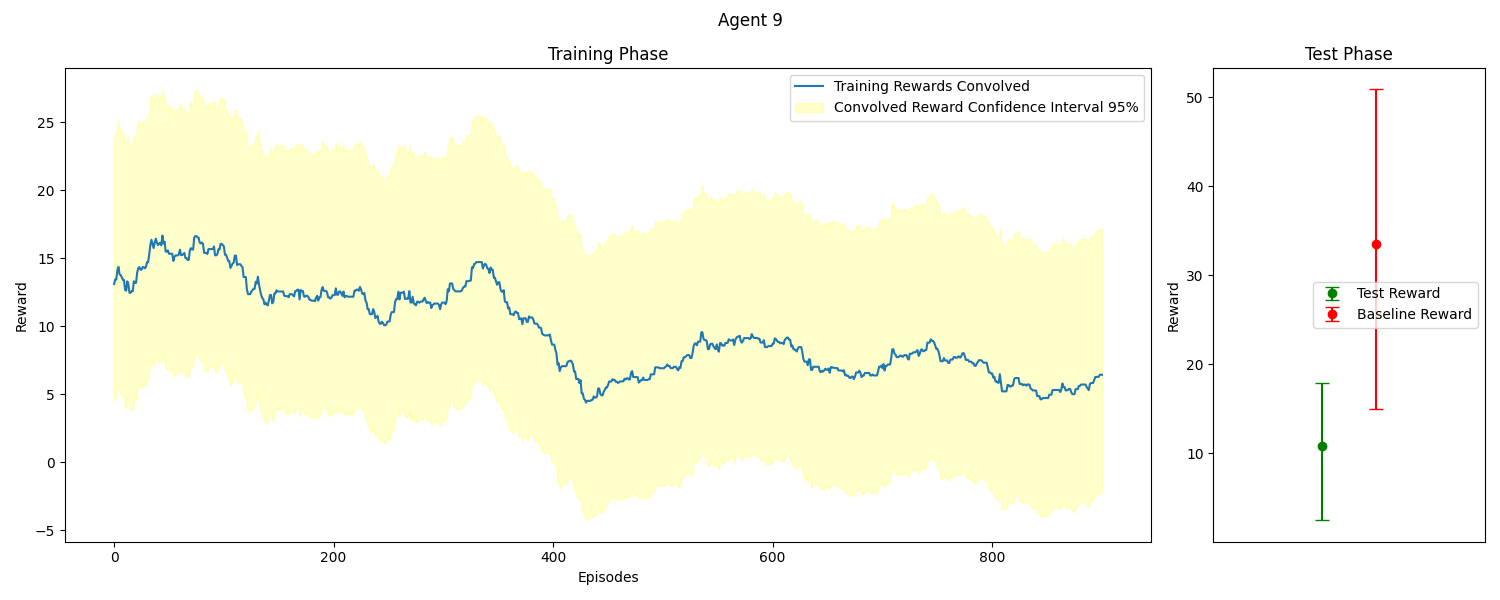 Agent 9
Training Phase
Training Rewards Convolved
Convolved Reward Confidence Interval 95%
Reward
25
20
15
10
5
0
−5
0
200
400
600
800
Episodes
Test Phase
Reward
50
40
30
20
10
Test Reward
Baseline Reward